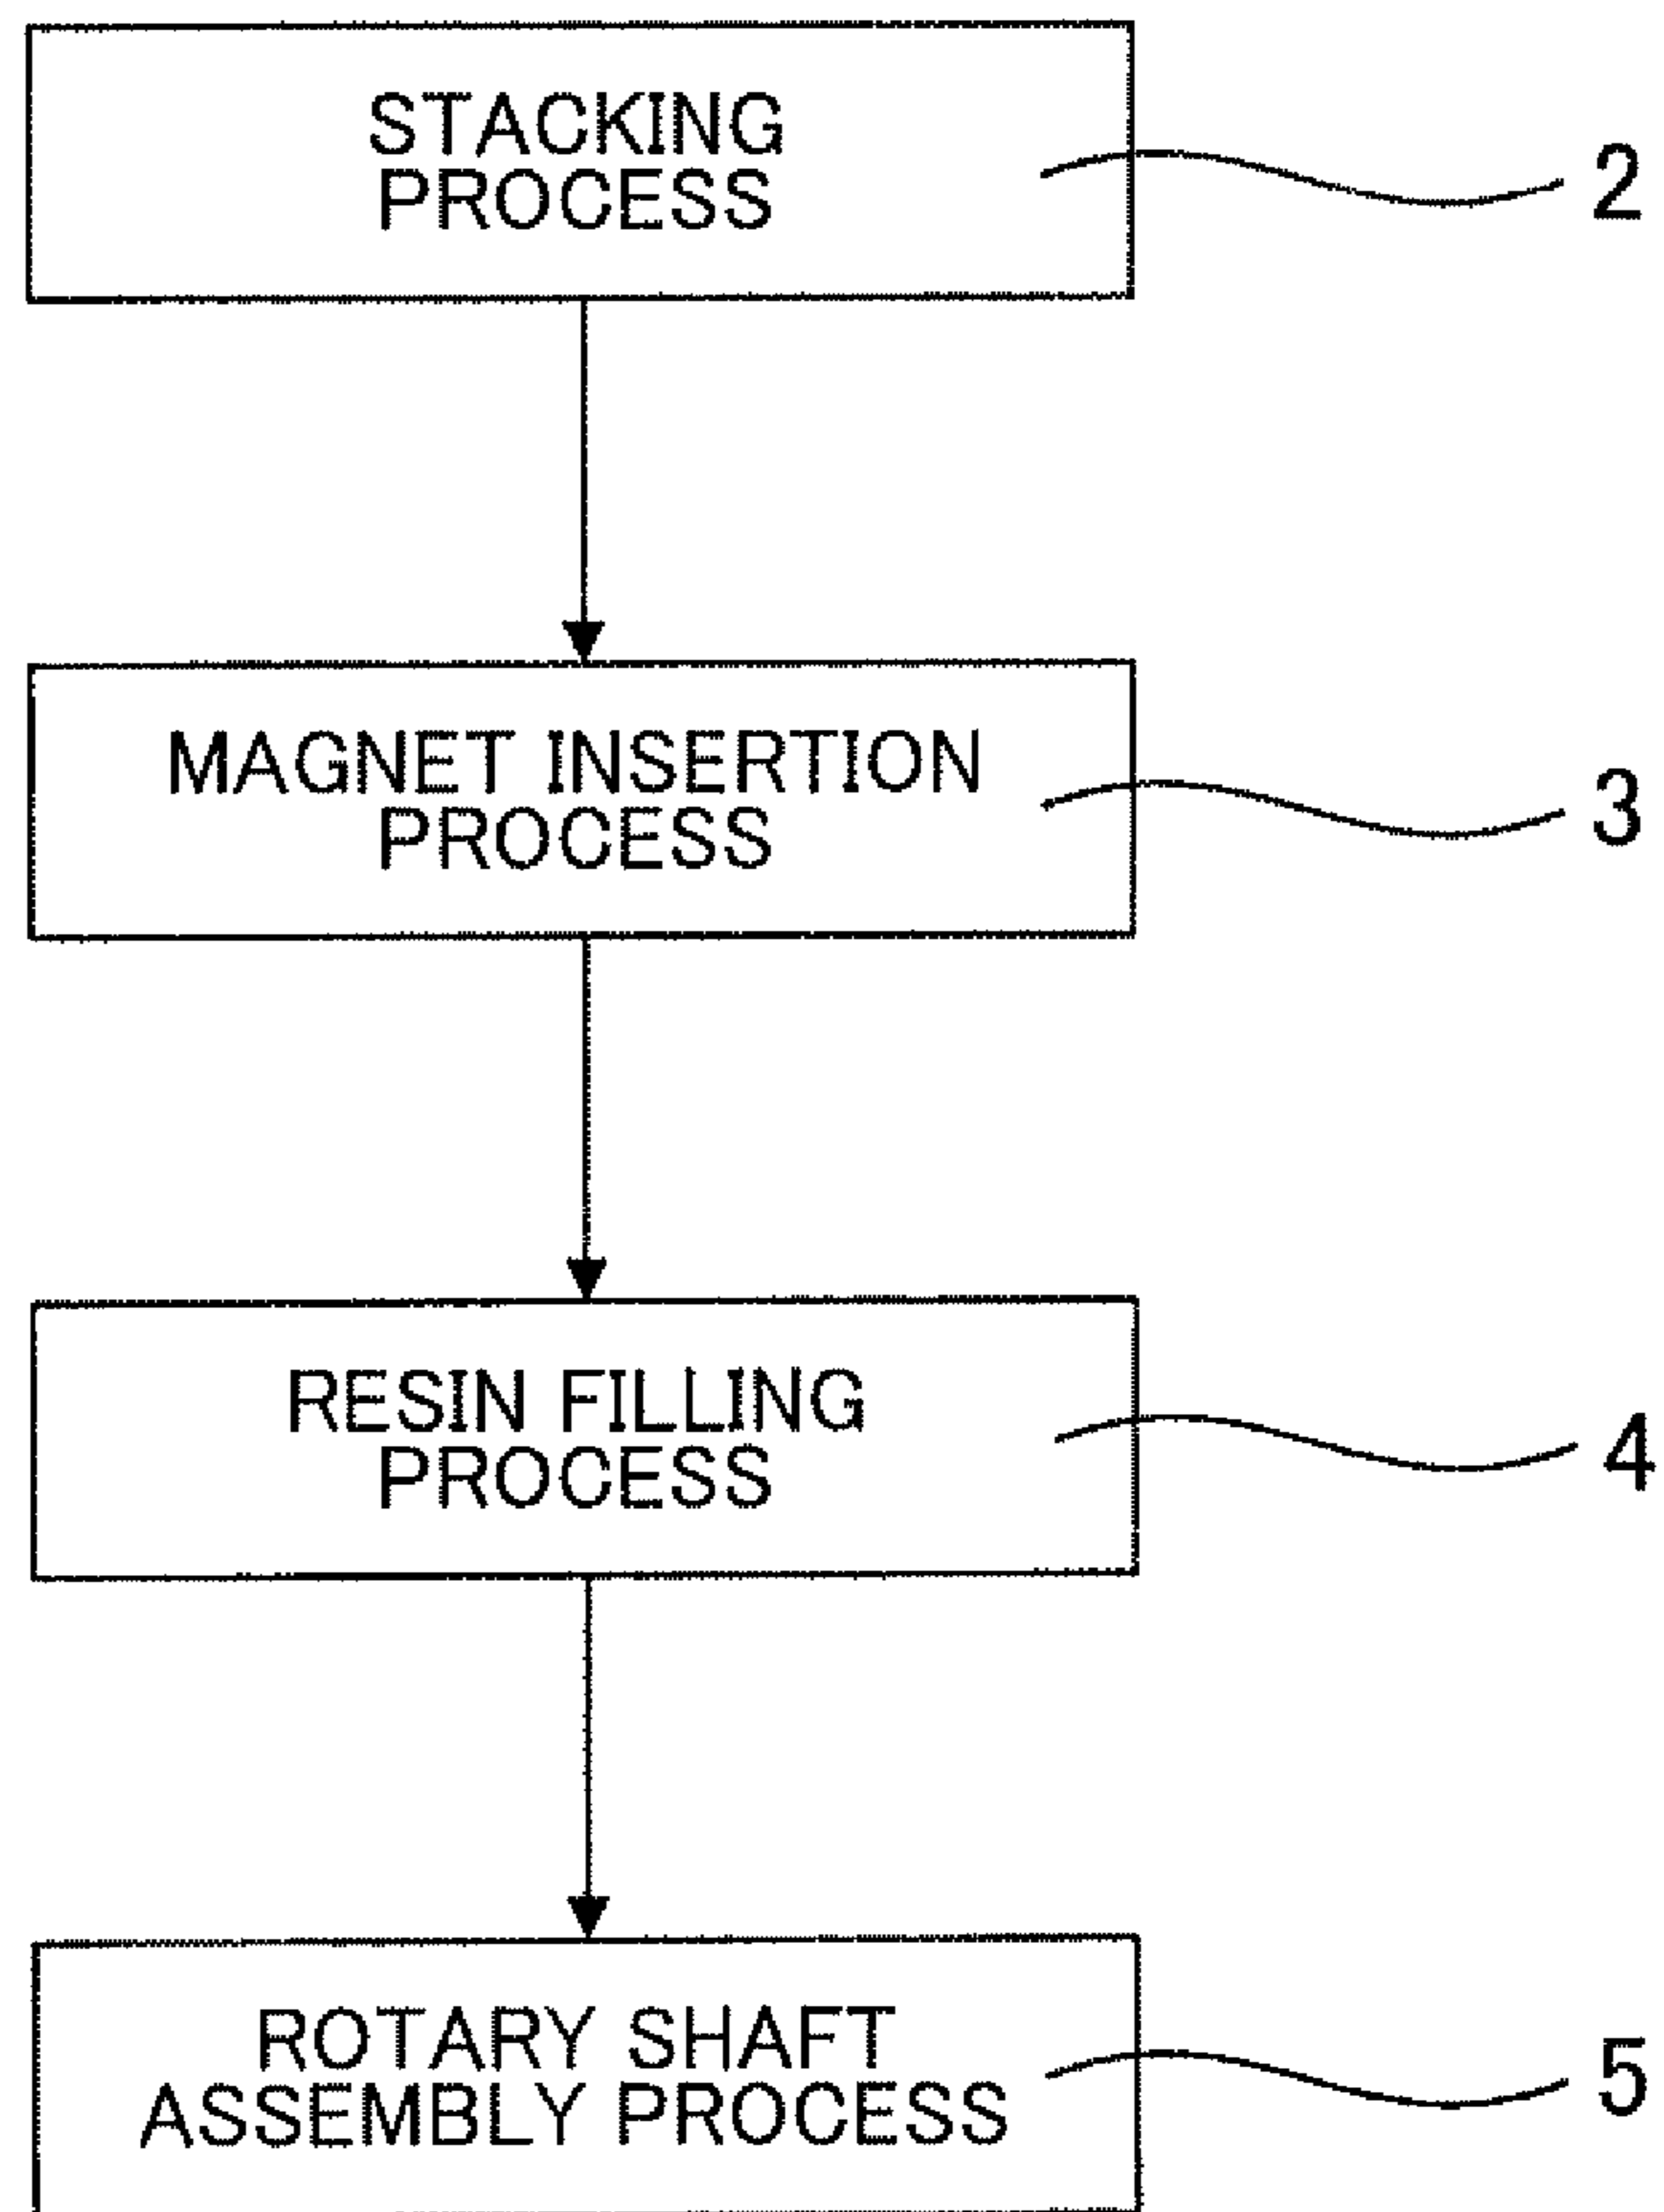 STACKING
PROCESS
2
MAGNET INSERTION
PROCESS
3
RESIN FILLING
PROCESS
4
ROTARY SHAFT
ASSEMBLY PROCESS
5